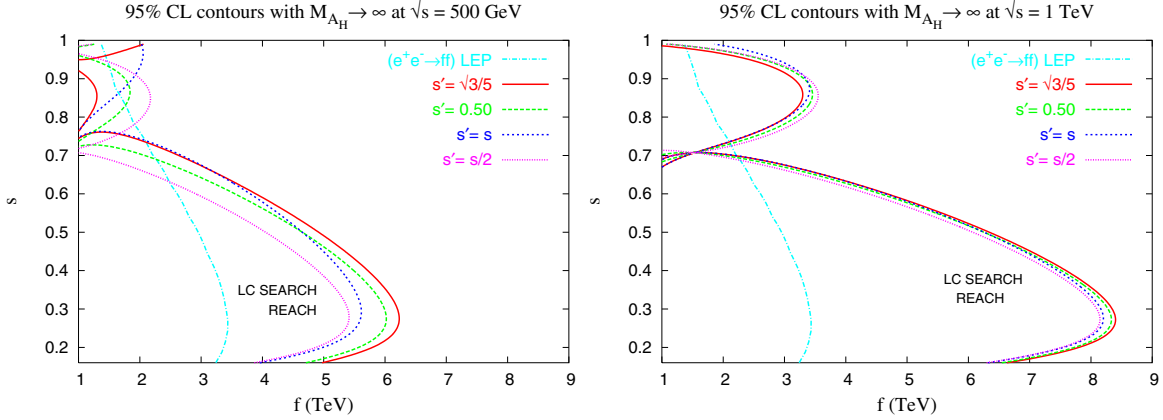 95% CL contours with M_{A_H} → ∞ at √s = 500 GeV
1
0.9
0.8
0.7
0.6
0.5
0.4
0.3
0.2
s
(e⁺e⁻→ff) LEP
s′= √3/5
s′= 0.50
s′= s
s′= s/2
LC SEARCH
REACH
1 2 3 4 5 6 7 8 9
f (TeV)
95% CL contours with M_{A_H} → ∞ at √s = 1 TeV
1
0.9
0.8
0.7
0.6
0.5
0.4
0.3
0.2
s
(e⁺e⁻→ff) LEP
s′= √3/5
s′= 0.50
s′= s
s′= s/2
LC SEARCH
REACH
1 2 3 4 5 6 7 8 9
f (TeV)